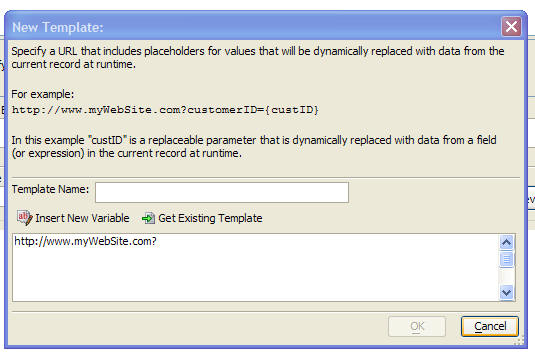 New Template:
Specify a URL that includes placeholders for values that will be dynamically replaced with data from the
current record at runtime.
For example:
http://www.myWebSite.com?customerID={custID}
In this example "custID" is a replaceable parameter that is dynamically replaced with data from a field
(or expression) in the current record at runtime.
Template Name:
Insert New Variable Get Existing Template
http://www.myWebSite.com?
OK Cancel